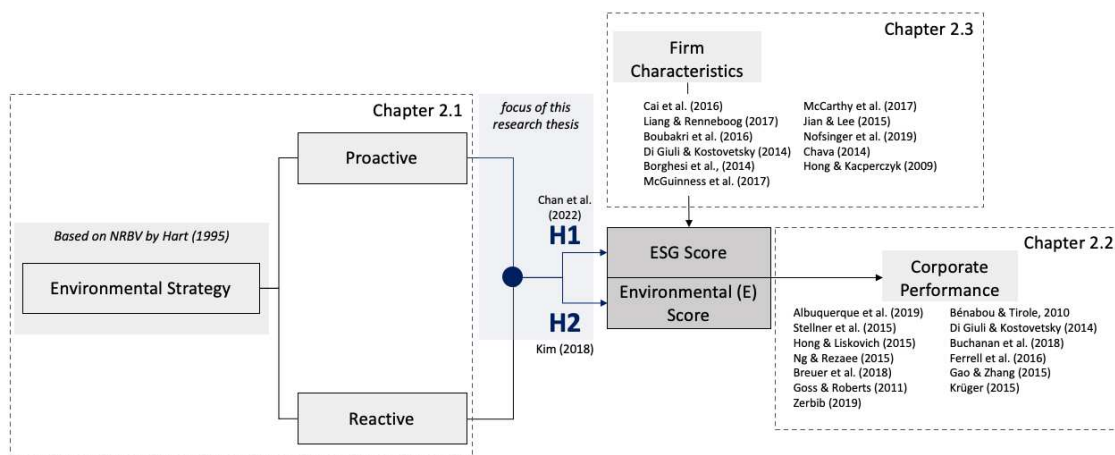 Chapter 2.1
Based on NRBV by Hart (1995)
Environmental Strategy
Proactive
Reactive
focus of this
research thesis
Chan et al.
(2022)
H1
H2
Kim (2018)
Chapter 2.3
Firm
Characteristics
Cai et al. (2016)
Liang & Renneboog (2017)
Boubakri et al. (2016)
Di Giuli & Kostovetsky (2014)
Borghesi et al., (2014)
McGuinness et al. (2017)
McCarthy et al. (2017)
Jian & Lee (2015)
Nofsinger et al. (2019)
Chava (2014)
Hong & Kacperczyk (2009)
ESG Score
Environmental (E)
Score
Chapter 2.2
Corporate
Performance
Albuquerque et al. (2019)
Stellner et al. (2015)
Hong & Liskovich (2015)
Ng & Rezaee (2015)
Breuer et al. (2018)
Goss & Roberts (2011)
Zerbib (2019)
Bénabou & Tirole, 2010
Di Giuli & Kostovetsky (2014)
Buchanan et al. (2018)
Ferrell et al. (2016)
Gao & Zhang (2015)
Krüger (2015)